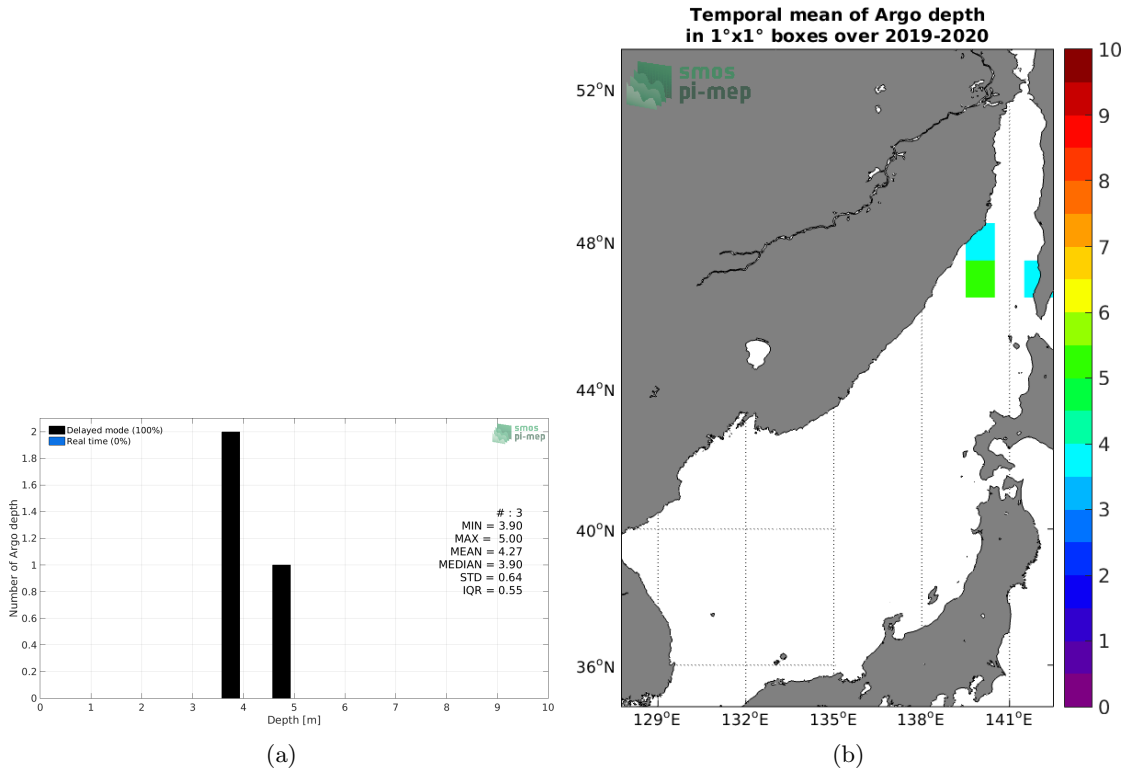 Temporal mean of Argo depth
in 1°x1° boxes over 2019-2020
smos
pi-mep
52°N
48°N
44°N
40°N
36°N
129°E
132°E
135°E
138°E
141°E
10
9
8
7
6
5
4
3
2
1
0
Delayed mode (100%)
Real time (0%)
smos
pi-mep
# : 3
MIN = 3.90
MAX = 5.00
MEAN = 4.27
MEDIAN = 3.90
STD = 0.64
IQR = 0.55
Number of Argo depth
2
1.8
1.6
1.4
1.2
1
0.8
0.6
0.4
0.2
0
0
1
2
3
4
5
6
7
8
9
10
Depth [m]
(a)
(b)